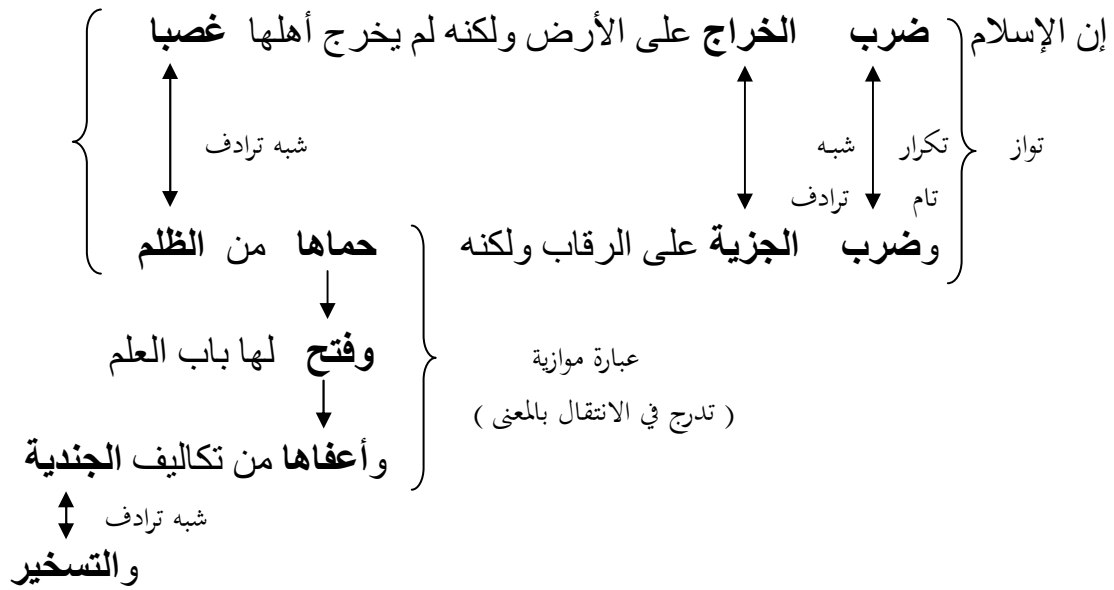 إن الإسلام ضرب الخراج على الأرض ولكنه لم يخرج أهلها غصبا
تواز تكرار شبه شبه ترادف
تام ترادف
وضرب الجزية على الرقاب ولكنه حماها من الظلم
وفتح لها باب العلم
عبارة موازية
( تدرج في الانتقال بالمعنى )
وأعفاها من تكاليف الجندية
شبه ترادف
والتسخير